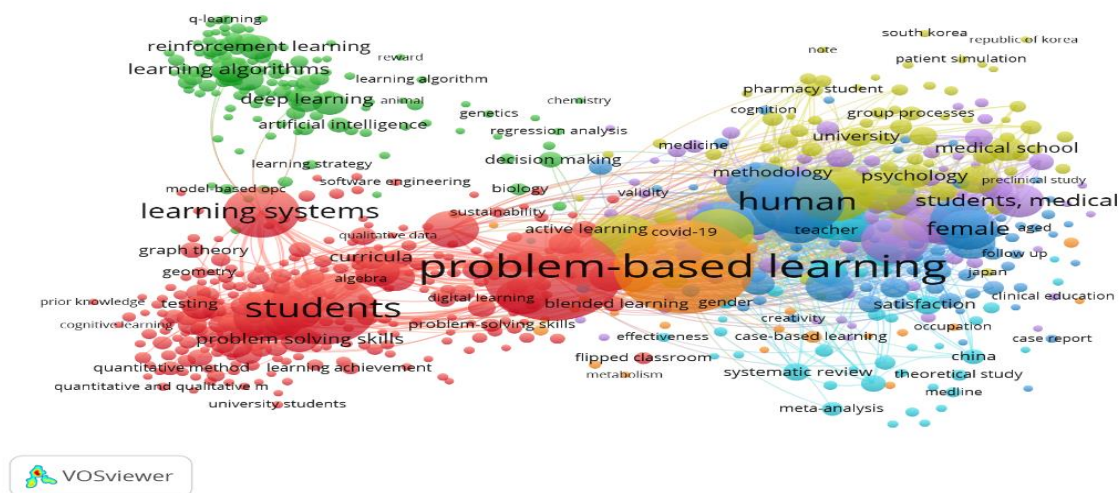 q-learning
reinforcement learning
learning algorithms
reward
learning algorithm
deep learning
animal
artificial intelligence
genetics
chemistry
regression analysis
decision making
learning strategy
software engineering
biology
model based opc
learning systems
sustainability
qualitative data
graph theory
curricula
geometry
algebra
prior knowledge
testing
cognitive learning
students
problem solving skills
quantitative method
learning achievement
quantitative and qualitative m
university students
note
south korea
republic of korea
patient simulation
pharmacy student
cognition
group processes
university
medicine
medical school
methodology
psychology
preclinical study
validity
human
students, medical
active learning
covid-19
teacher
female
aged
follow up
problem-based learning
japan
digital learning
blended learning
gender
satisfaction
clinical education
problem-solving skills
creativity
occupation
effectiveness
case-based learning
case report
flipped classroom
china
metabolism
systematic review
theoretical study
medline
meta-analysis
VOSviewer